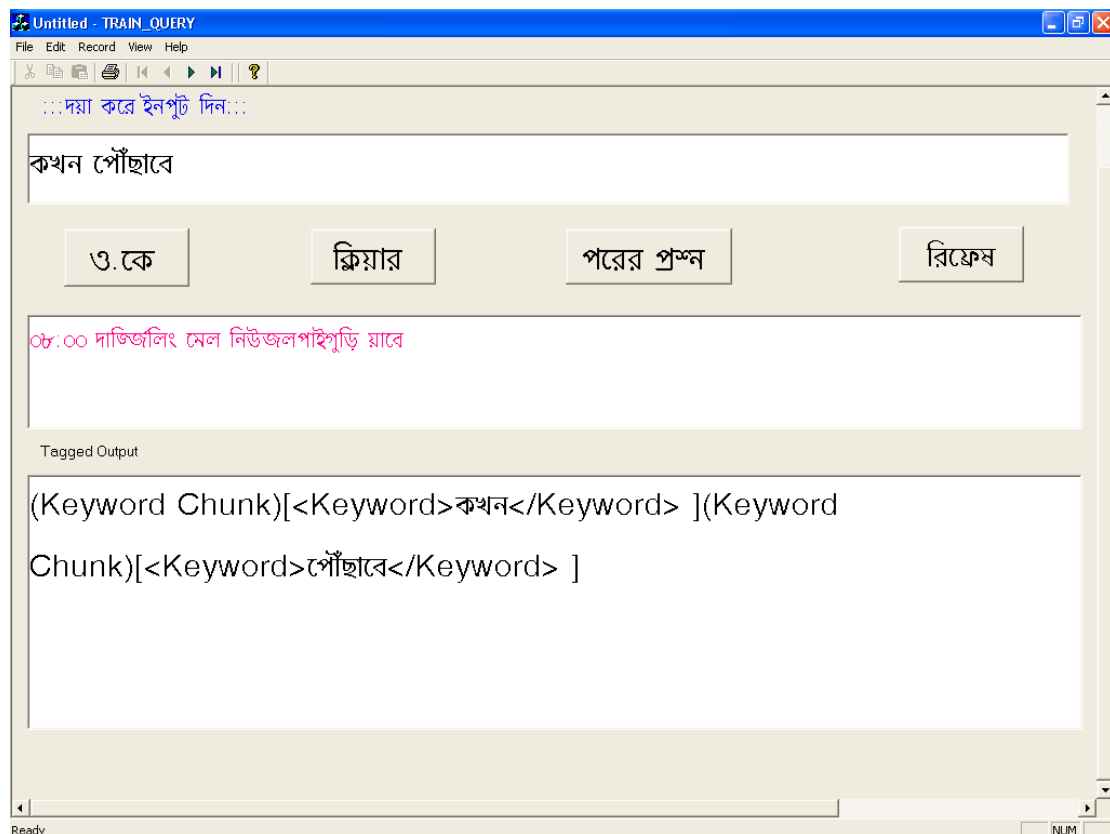 Untitled - TRAIN_QUERY
File Edit Record View Help
:::দয়া করে ইনপুট দিন:::
কখন পৌঁছাবে
ও.কে ক্লিয়ার পরের প্রশ্ন রিফ্রেষ
০৮:০০ দার্জ্জিলিং মেল নিউজলপাইগুড়ি য়াবে
Tagged Output
(Keyword Chunk)[<Keyword>কখন</Keyword> ](Keyword
Chunk)[<Keyword>পৌঁছাবে</Keyword> ]
Ready NUM